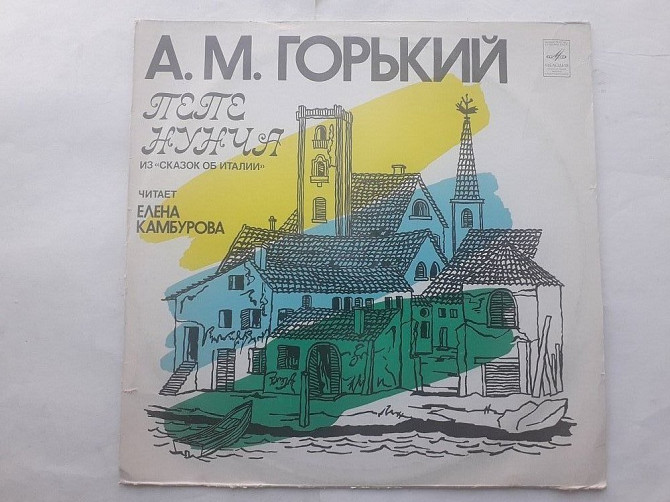 А. М. ГОРЬКИЙ
ПЕПЕ
НУНЧА
ИЗ «СКАЗОК ОБ ИТАЛИИ»
ЧИТАЕТ
ЕЛЕНА
КАМБУРОВА